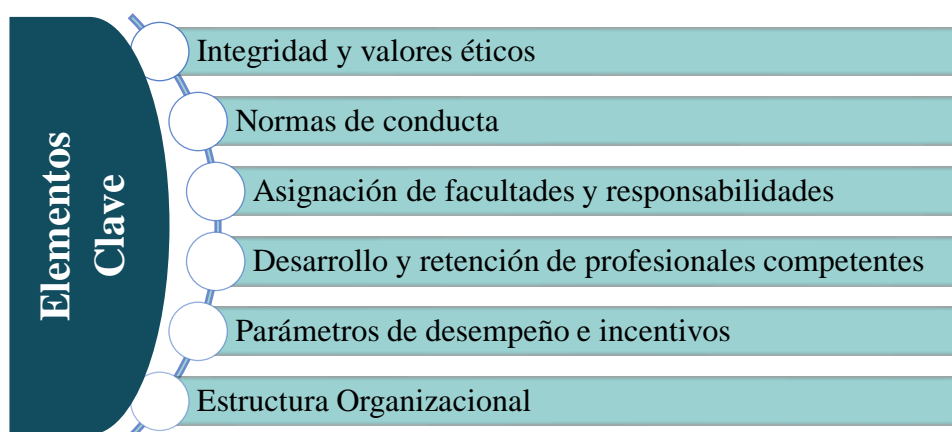 Elementos
Clave
Integridad y valores éticos
Normas de conducta
Asignación de facultades y responsabilidades
Desarrollo y retención de profesionales competentes
Parámetros de desempeño e incentivos
Estructura Organizacional